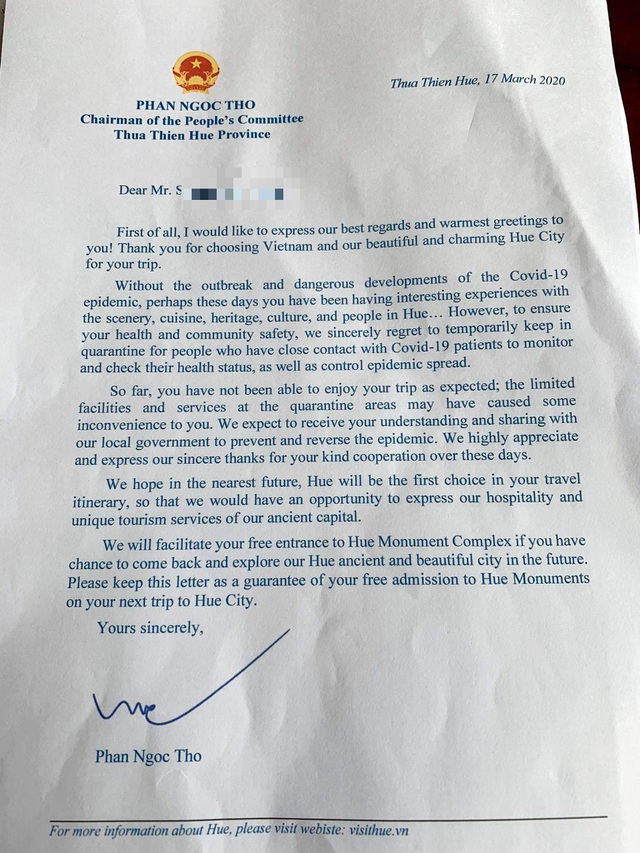 Thua Thien Hue, 17 March 2020
PHAN NGOC THO
Chairman of the People's Committee
Thua Thien Hue Province
Dear Mr. S
First of all, I would like to express our best regards and warmest greetings to
you! Thank you for choosing Vietnam and our beautiful and charming Hue City
for your trip.
Without the outbreak and dangerous developments of the Covid-19
epidemic, perhaps these days you have been having interesting experiences with
the scenery, cuisine, heritage, culture, and people in Hue… However, to ensure
your health and community safety, we sincerely regret to temporarily keep in
quarantine for people who have close contact with Covid-19 patients to monitor
and check their health status, as well as control epidemic spread.
So far, you have not been able to enjoy your trip as expected; the limited
facilities and services at the quarantine areas may have caused some
inconvenience to you. We expect to receive your understanding and sharing with
our local government to prevent and reverse the epidemic. We highly appreciate
and express our sincere thanks for your kind cooperation over these days.
We hope in the nearest future, Hue will be the first choice in your travel
itinerary, so that we would have an opportunity to express our hospitality and
unique tourism services of our ancient capital.
We will facilitate your free entrance to Hue Monument Complex if you have
chance to come back and explore our Hue ancient and beautiful city in the future.
Please keep this letter as a guarantee of your free admission to Hue Monuments
on your next trip to Hue City.
Yours sincerely,
Phan Ngoc Tho
For more information about Hue, please visit webiste: visithue.vn